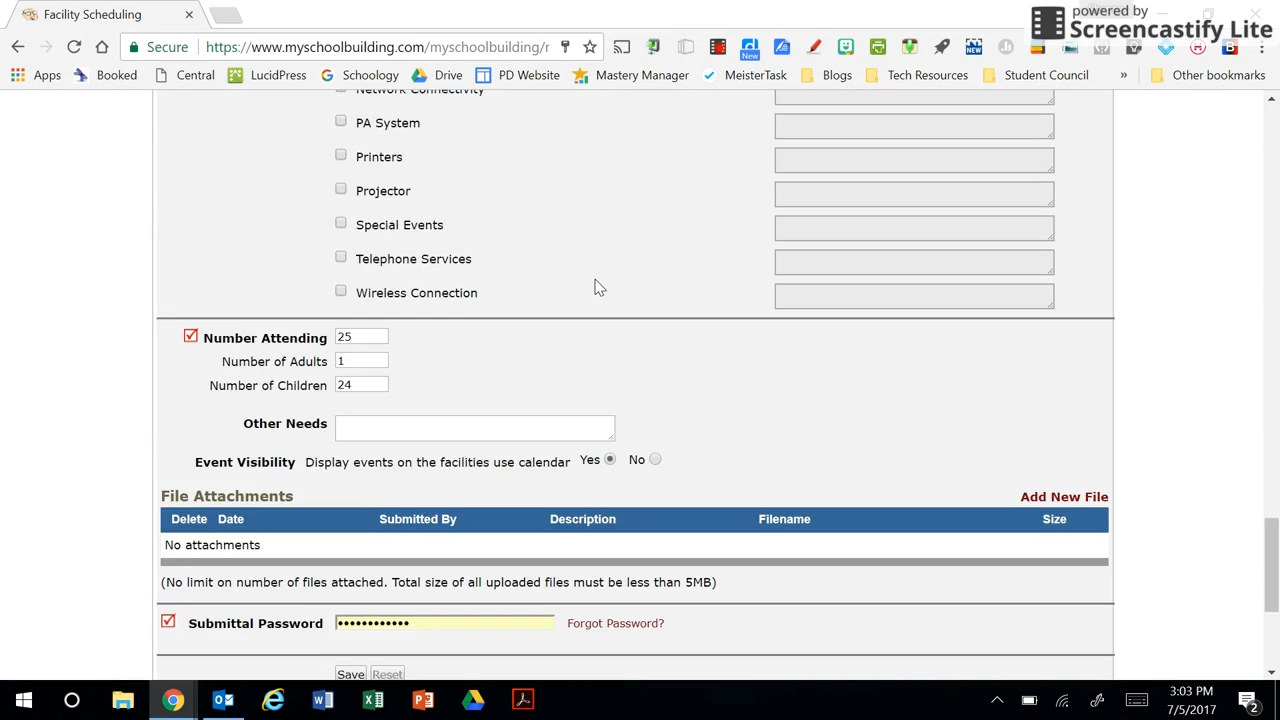 Facility Scheduling
powered by
Screencastify Lite
Secure https://www.myschoolbuilding.com/myschoolbuilding/r
New
NEW
Apps Booked Central LucidPress Schoology Drive PD Website Mastery Manager MeisterTask Blogs Tech Resources Student Council » Other bookmarks
Network Connectivity
PA System
Printers
Projector
Special Events
Telephone Services
Wireless Connection
Number Attending 25
Number of Adults 1
Number of Children 24
Other Needs
Event Visibility Display events on the facilities use calendar Yes No
File Attachments Add New File
Delete Date Submitted By Description Filename Size
No attachments
(No limit on number of files attached. Total size of all uploaded files must be less than 5MB)
Submittal Password •••••••••••• Forgot Password?
Save Reset
3:03 PM
7/5/2017
2